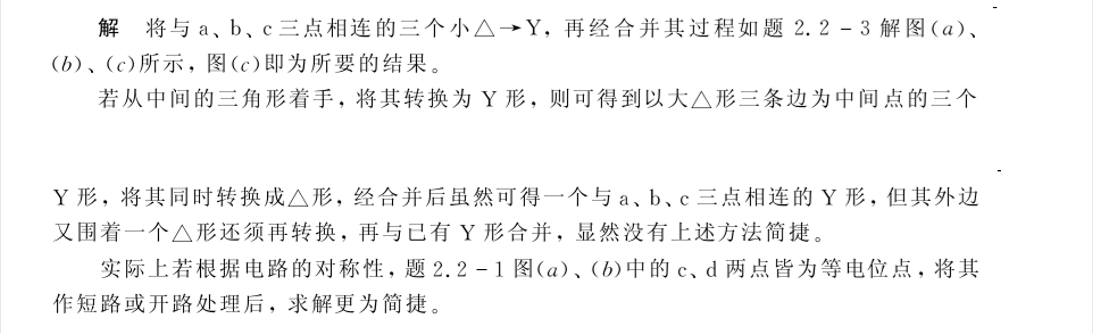 解 将与 a、b、c 三点相连的三个小△→Y，再经合并其过程如题 2.2-3 解图(a)、
(b)、(c)所示，图(c)即为所要的结果。
若从中间的三角形着手，将其转换为 Y 形，则可得到以大△形三条边为中间点的三个
Y 形，将其同时转换成△形，经合并后虽然可得一个与 a、b、c 三点相连的 Y 形，但其外边
又围着一个△形还须再转换，再与已有 Y 形合并，显然没有上述方法简捷。
实际上若根据电路的对称性，题 2.2-1 图(a)、(b)中的 c、d 两点皆为等电位点，将其
作短路或开路处理后，求解更为简捷。